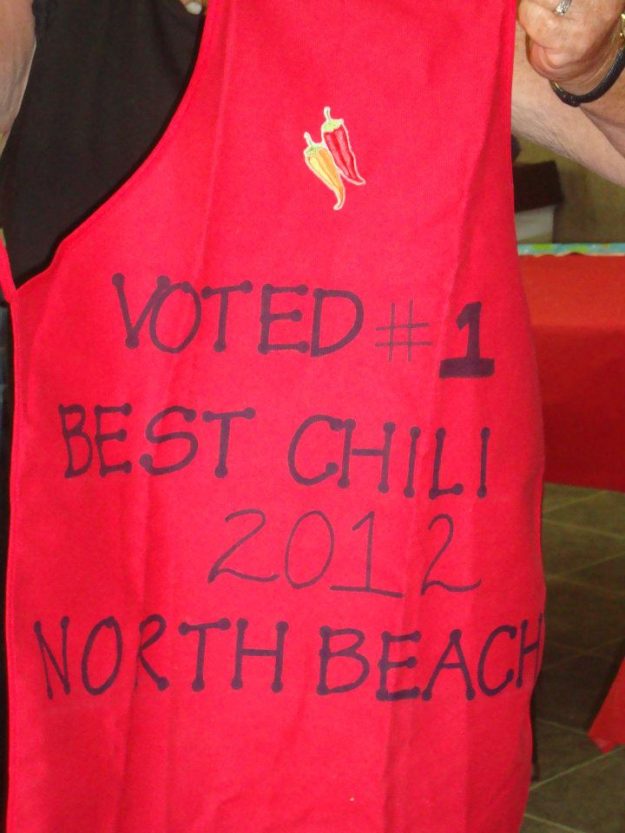 VOTED #1
BEST CHILI
2012
NORTH BEACH